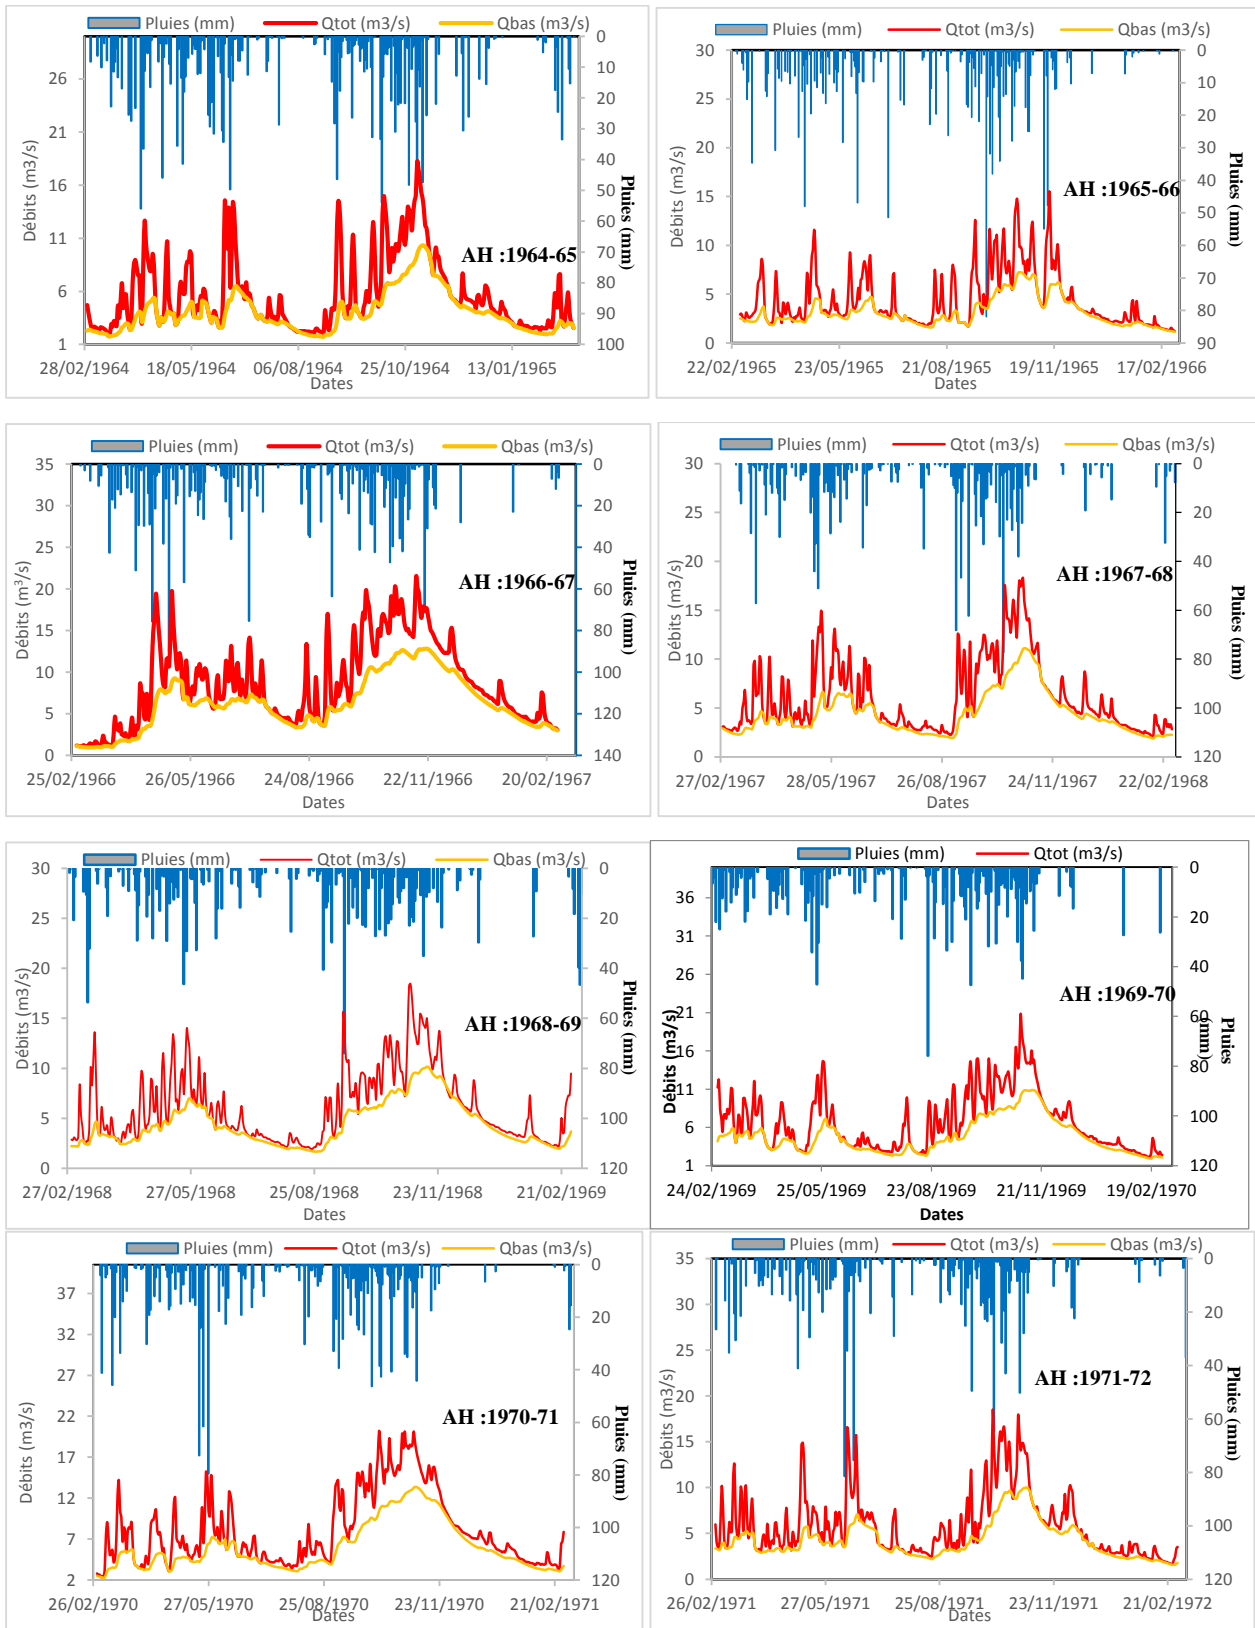 Pluies (mm) Qtot (m3/s) Qbas (m3/s)
26
21
16
11
6
1
0
10
20
30
40
50
60
70
80
90
100
Débits (m3/s)
Pluies (mm)
AH :1964-65
28/02/1964 18/05/1964 06/08/1964 25/10/1964 13/01/1965
Dates
Pluies (mm) Qtot (m3/s) Qbas (m3/s)
30
25
20
15
10
5
0
0
10
20
30
40
50
60
70
80
90
Débits (m3/s)
Pluies (mm)
AH :1965-66
22/02/1965 23/05/1965 21/08/1965 19/11/1965 17/02/1966
Dates
Pluies (mm) Qtot (m3/s) Qbas (m3/s)
35
30
25
20
15
10
5
0
0
20
40
60
80
100
120
140
Débits (m³/s)
Pluies (mm)
AH :1966-67
25/02/1966 26/05/1966 24/08/1966 22/11/1966 20/02/1967
Dates
Pluies (mm) Qtot (m3/s) Qbas (m3/s)
30
25
20
15
10
5
0
0
20
40
60
80
100
120
Débits (m3/s)
Pluies (mm)
AH :1967-68
27/02/1967 28/05/1967 26/08/1967 24/11/1967 22/02/1968
Dates
Pluies (mm) Qtot (m3/s) Qbas (m3/s)
30
25
20
15
10
5
0
0
20
40
60
80
100
120
Débits (m3/s)
Pluies (mm)
AH :1968-69
27/02/1968 27/05/1968 25/08/1968 23/11/1968 21/02/1969
Dates
Pluies (mm) Qtot (m3/s)
36
31
26
21
16
11
6
1
0
20
40
60
80
100
120
Débits (m3/s)
Pluies
(mm)
AH :1969-70
24/02/1969 25/05/1969 23/08/1969 21/11/1969 19/02/1970
Dates
Pluies (mm) Qtot (m3/s) Qbas (m3/s)
37
32
27
22
17
12
7
2
0
20
40
60
80
100
120
Débits (m3/s)
Pluies (mm)
AH :1970-71
26/02/1970 27/05/1970 25/08/1970 23/11/1970 21/02/1971
Dates
Pluies (mm) Qtot (m3/s) Qbas (m3/s)
35
30
25
20
15
10
5
0
0
20
40
60
80
100
120
Débits (m3/s)
Pluies (mm)
AH :1971-72
26/02/1971 27/05/1971 25/08/1971 23/11/1971 21/02/1972
Dates